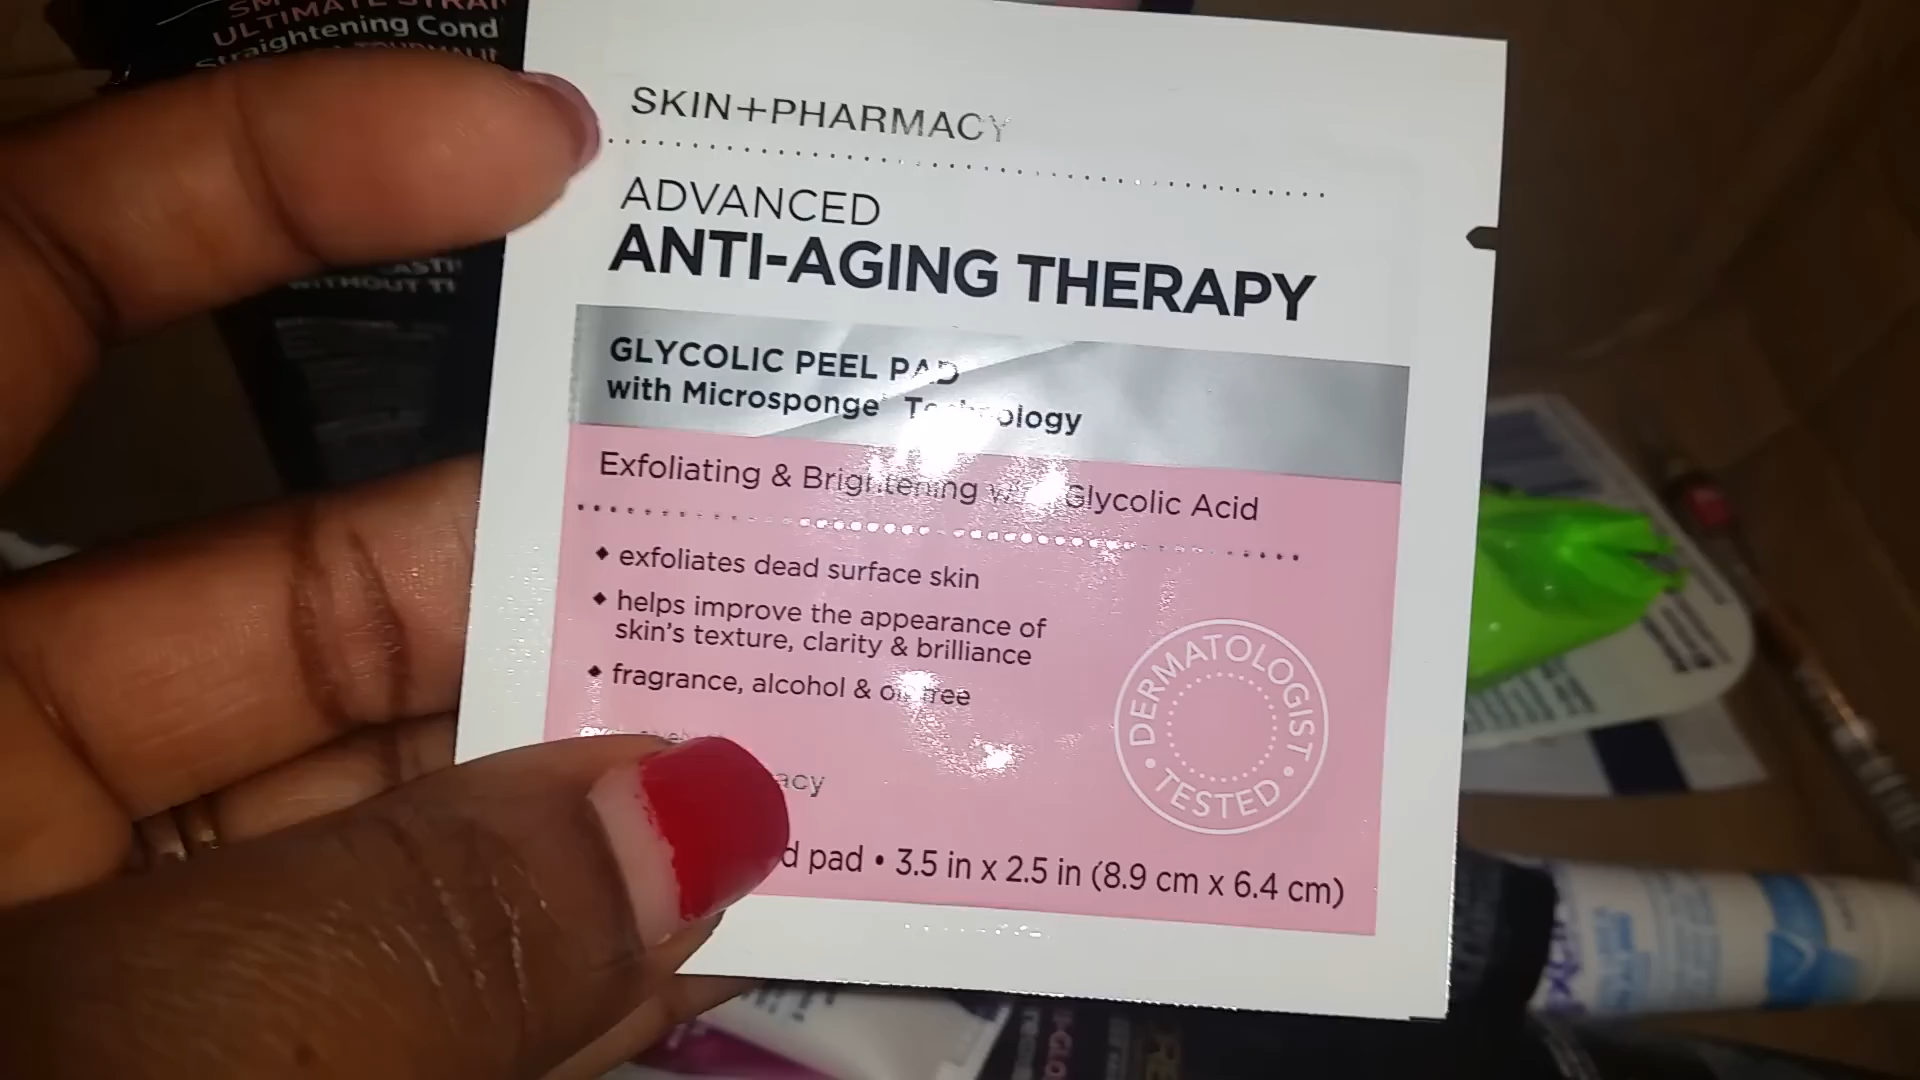 ULTIMATE
Straightening Cond
WITHOUT
SKIN+PHARMACY
ADVANCED
ANTI-AGING THERAPY
GLYCOLIC PEEL PAD
with Microsponge Technology
Exfoliating & Brightening with Glycolic Acid
◆ exfoliates dead surface skin
◆ helps improve the appearance of
skin's texture, clarity & brilliance
◆ fragrance, alcohol & oil free
acy
d pad • 3.5 in x 2.5 in (8.9 cm x 6.4 cm)
DERMATOLOGIST • TESTED •